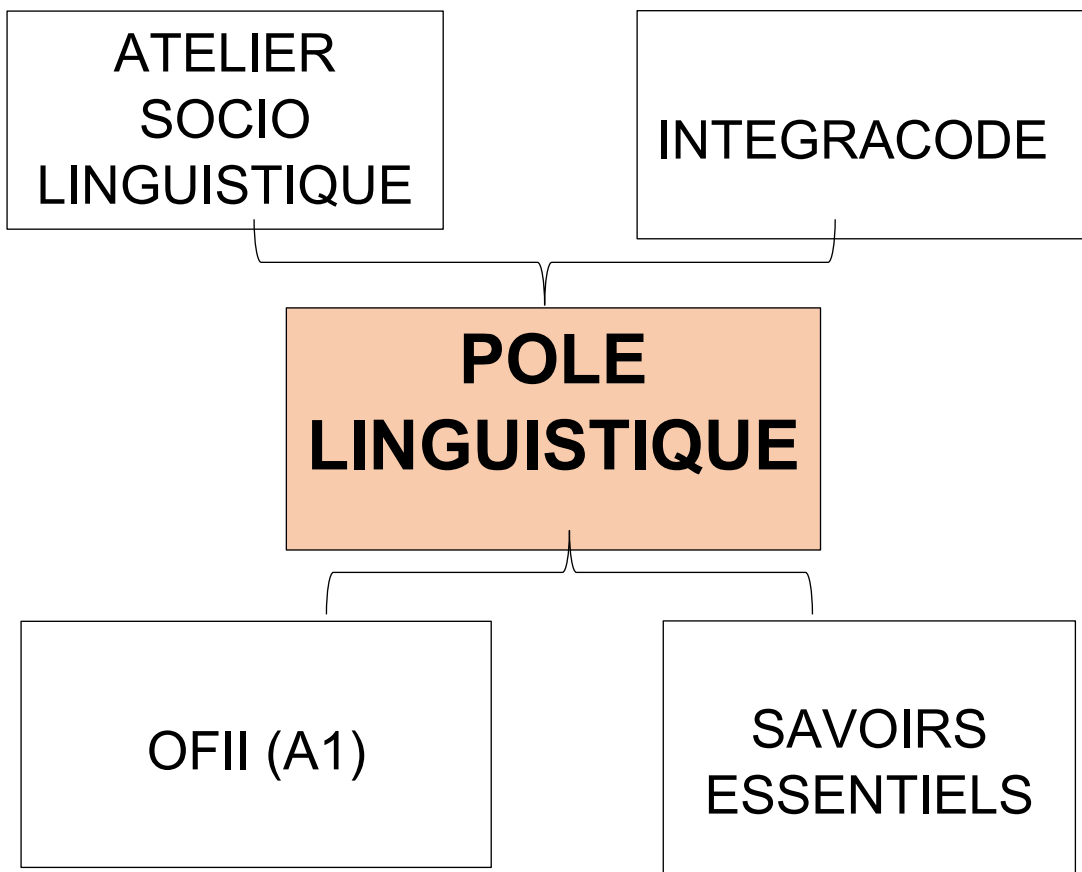 ATELIER
SOCIO
LINGUISTIQUE
INTEGRACODE
POLE
LINGUISTIQUE
OFII (A1)
SAVOIRS
ESSENTIELS